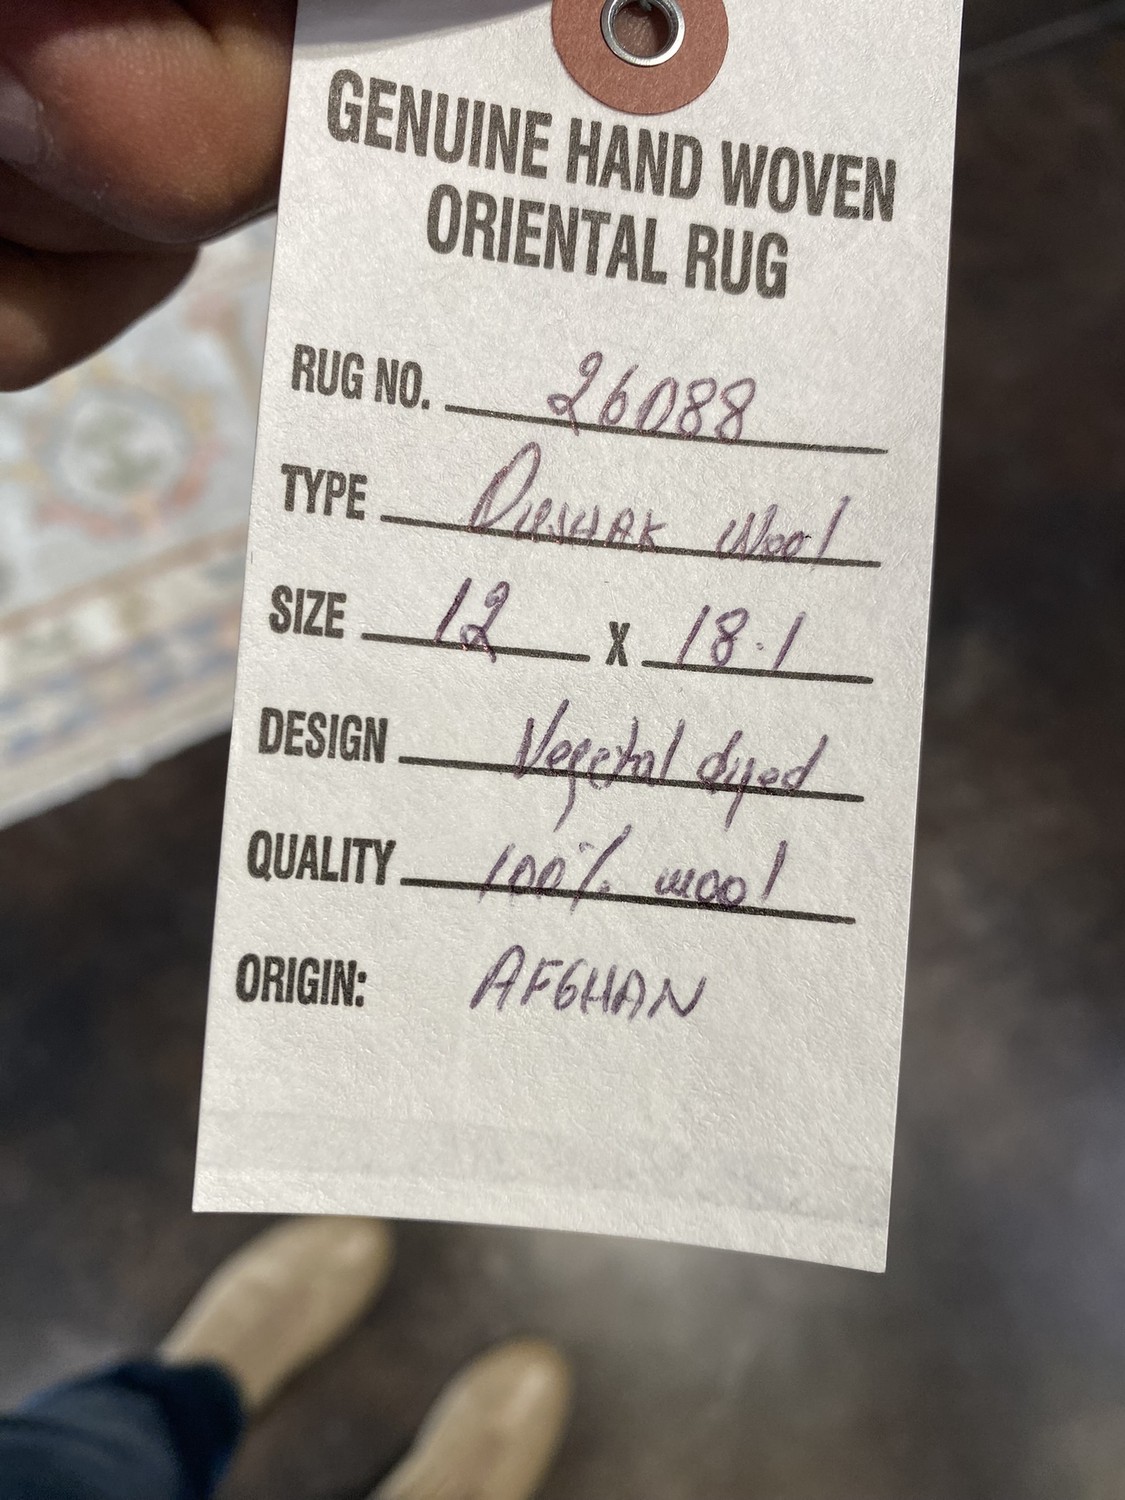 GENUINE HAND WOVEN
ORIENTAL RUG
RUG NO. 26088
TYPE Wool
SIZE 12 X 18.1
DESIGN Vegetal dyed
QUALITY 100% wool
ORIGIN: AFGHAN